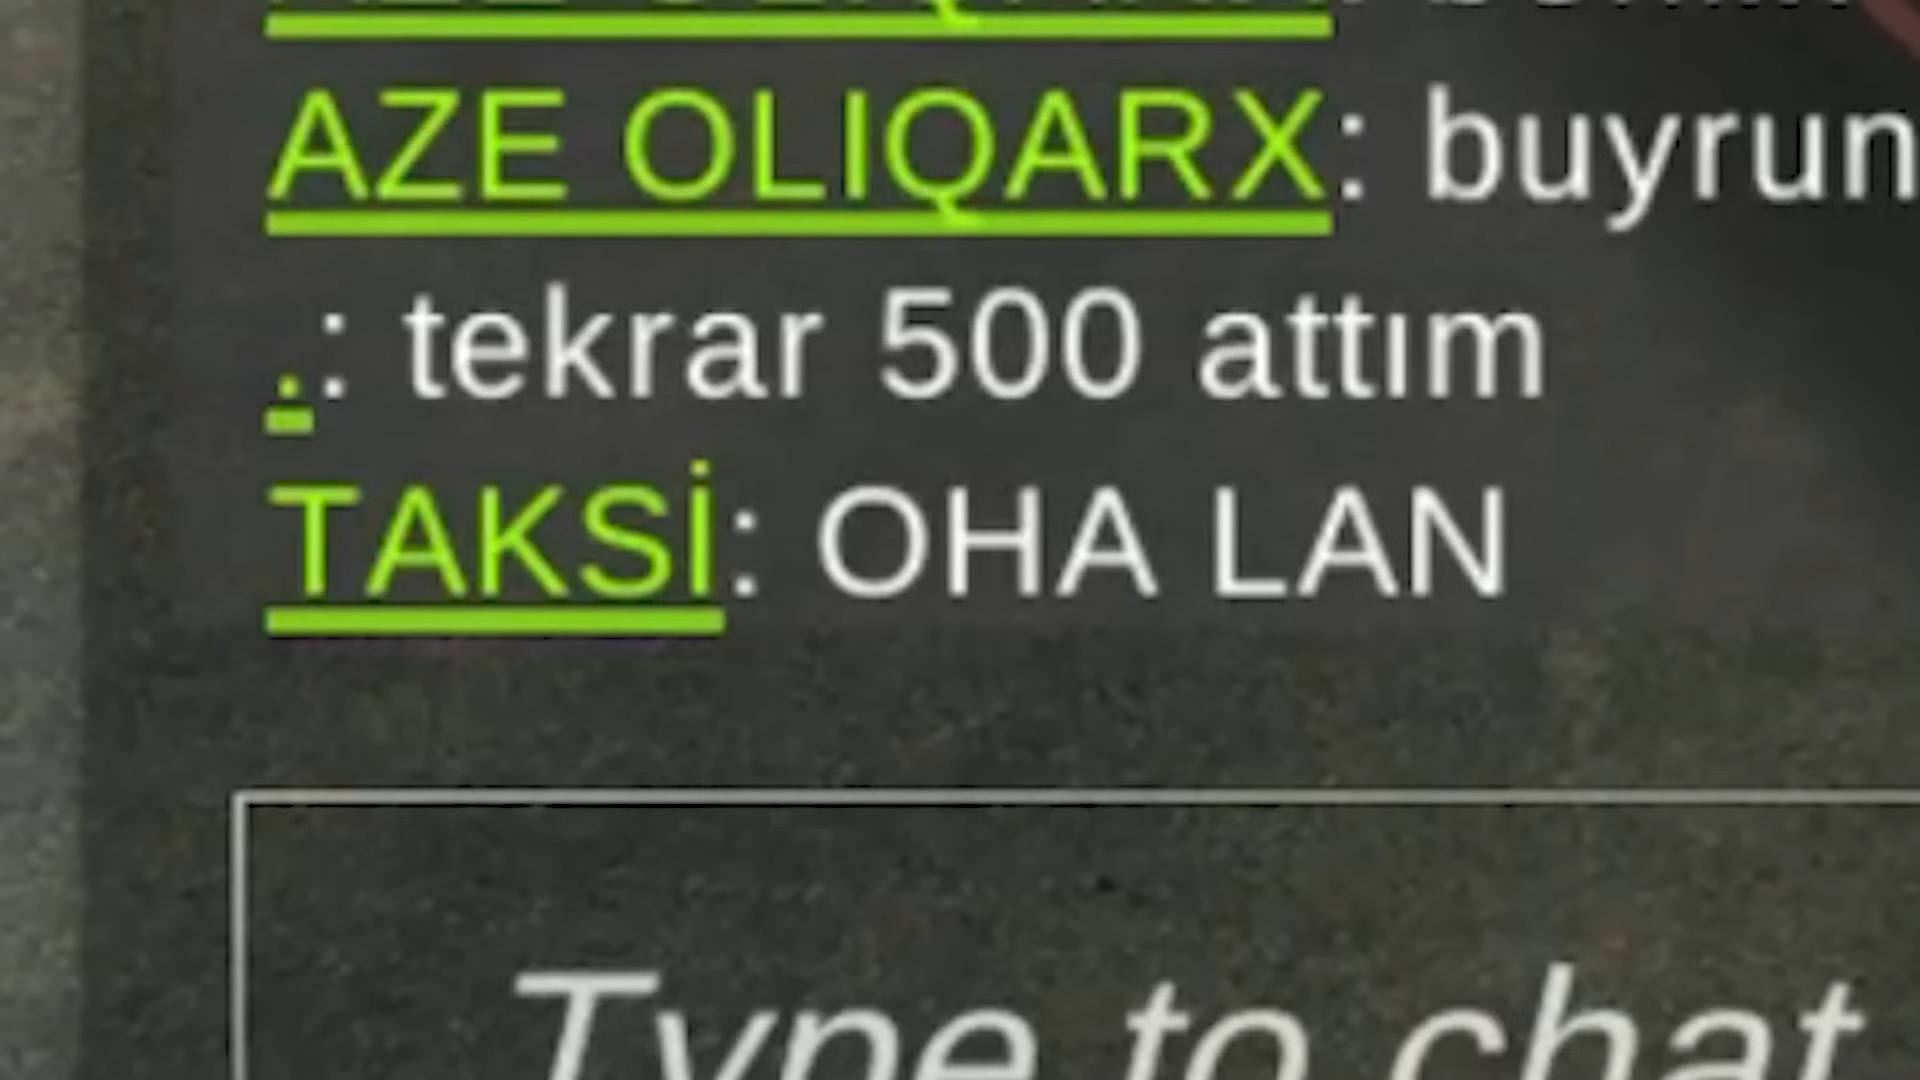 AZE OLIQARX: buyrun
.: tekrar 500 attım
TAKSİ: OHA LAN
Type to chat